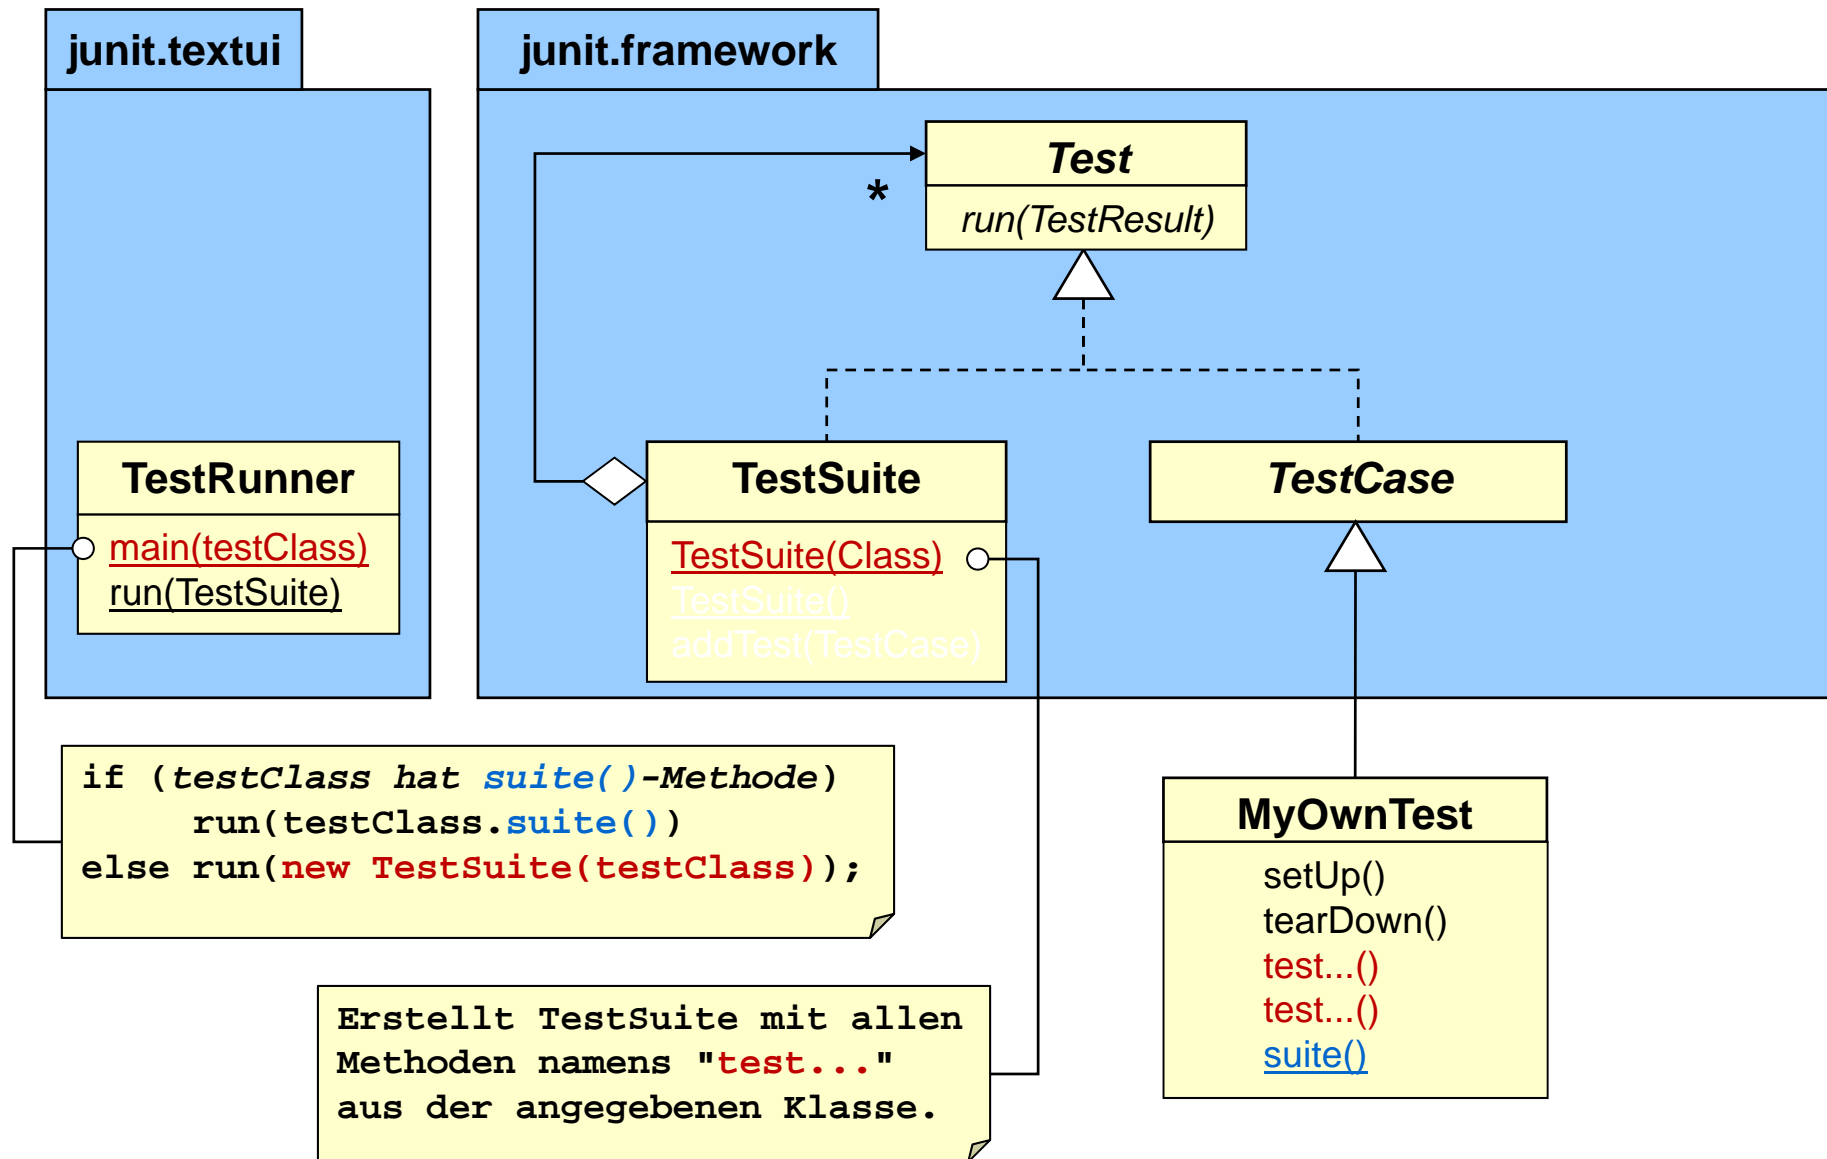 junit.textui
junit.framework
Test
*
run(TestResult)
TestRunner
main(testClass)
run(TestSuite)
TestSuite
TestSuite(Class)
TestSuite()
addTest(TestCase)
TestCase
if (testClass hat suite()-Methode)
run(testClass.suite())
else run(new TestSuite(testClass));
MyOwnTest
setUp()
tearDown()
test...()
test...()
suite()
Erstellt TestSuite mit allen
Methoden namens "test..."
aus der angegebenen Klasse.